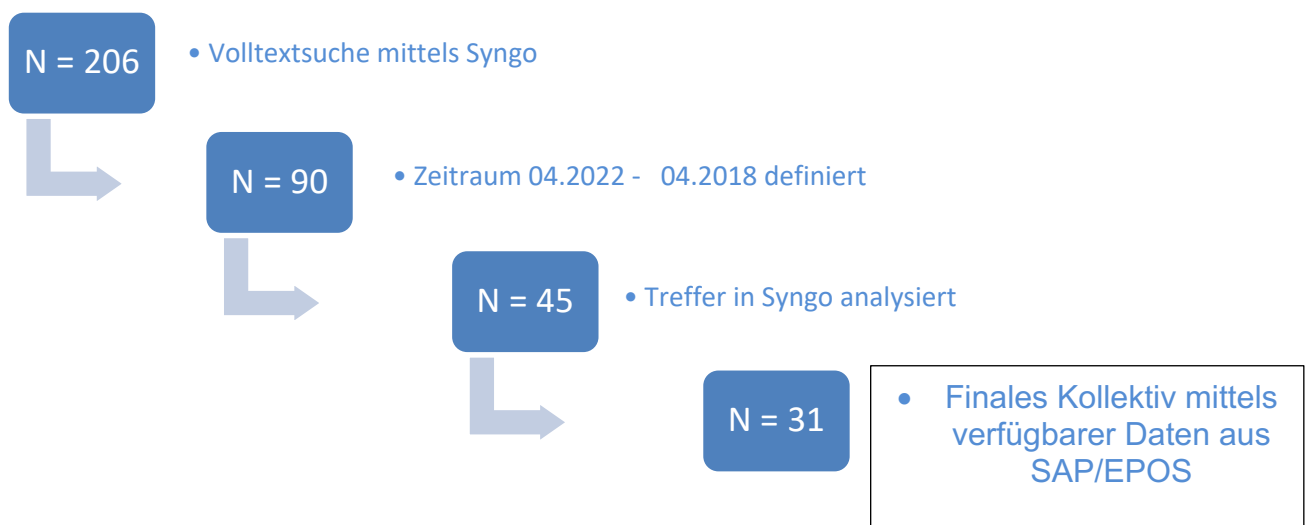 N = 206
• Volltextsuche mittels Syngo
N = 90
• Zeitraum 04.2022 - 04.2018 definiert
N = 45
• Treffer in Syngo analysiert
N = 31
• Finales Kollektiv mittels
verfügbarer Daten aus
SAP/EPOS